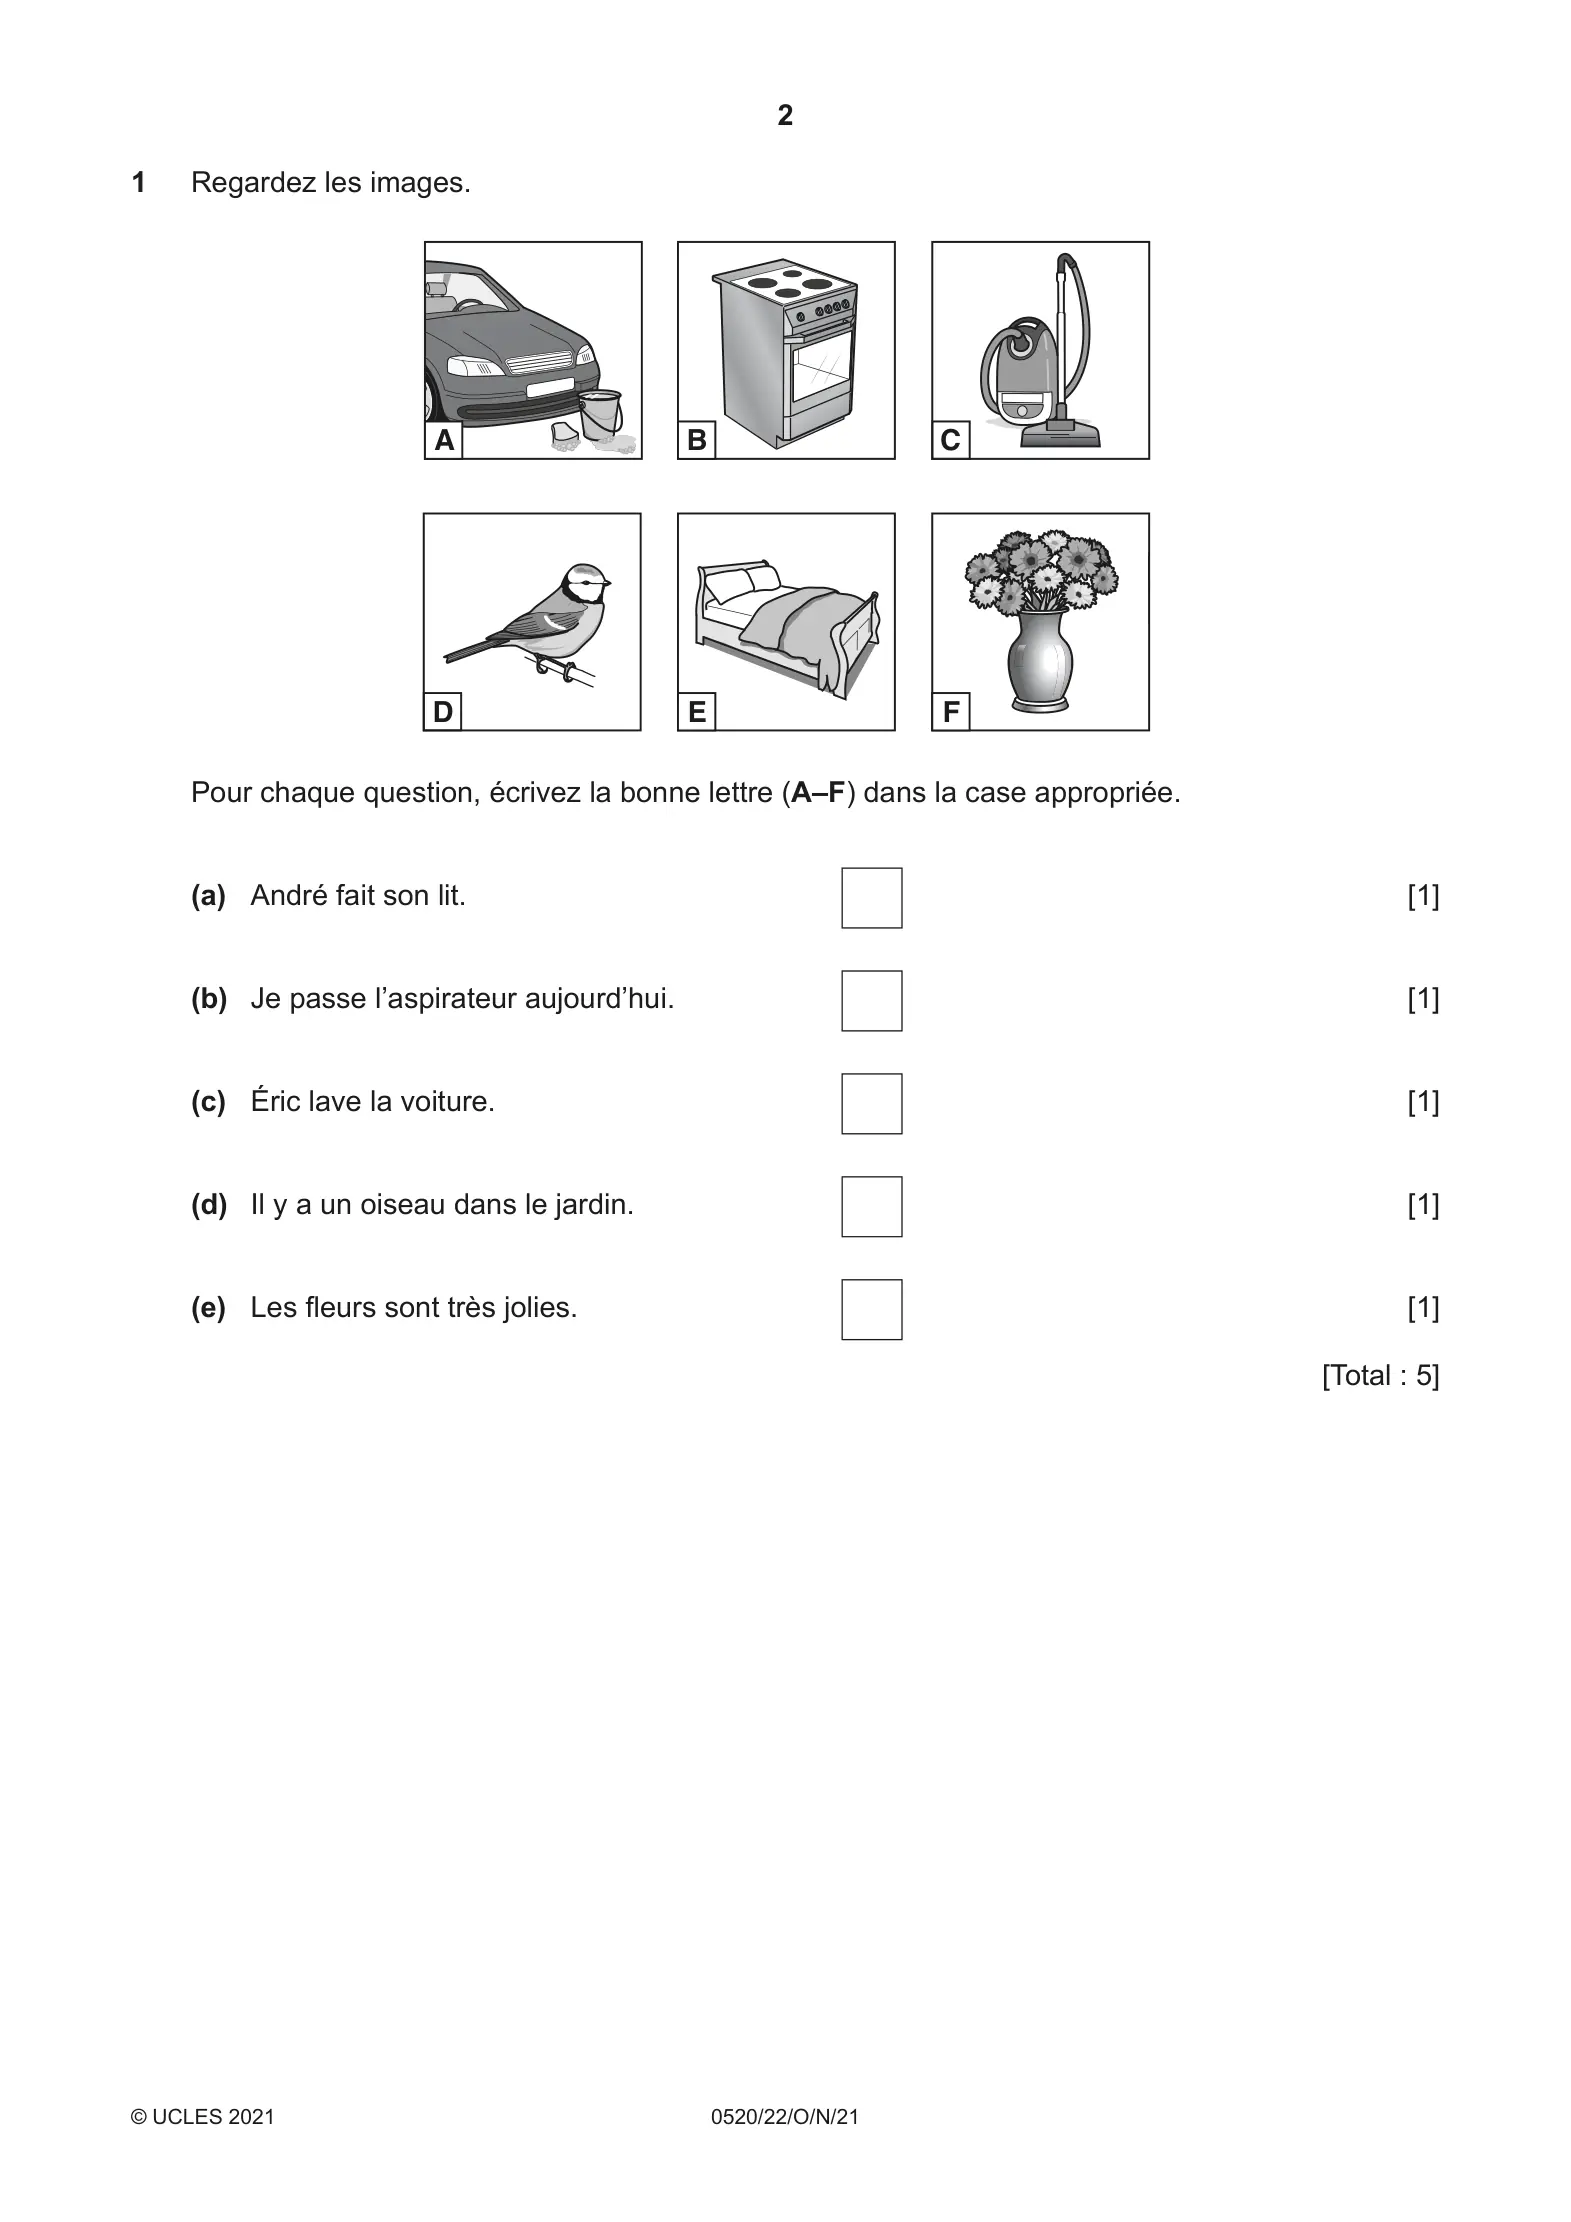 2
1 Regardez les images.
A B C
D E F
Pour chaque question, écrivez la bonne lettre (A–F) dans la case appropriée.
(a) André fait son lit. [1]
(b) Je passe l’aspirateur aujourd’hui. [1]
(c) Éric lave la voiture. [1]
(d) Il y a un oiseau dans le jardin. [1]
(e) Les fleurs sont très jolies. [1]
[Total : 5]
© UCLES 2021 0520/22/O/N/21